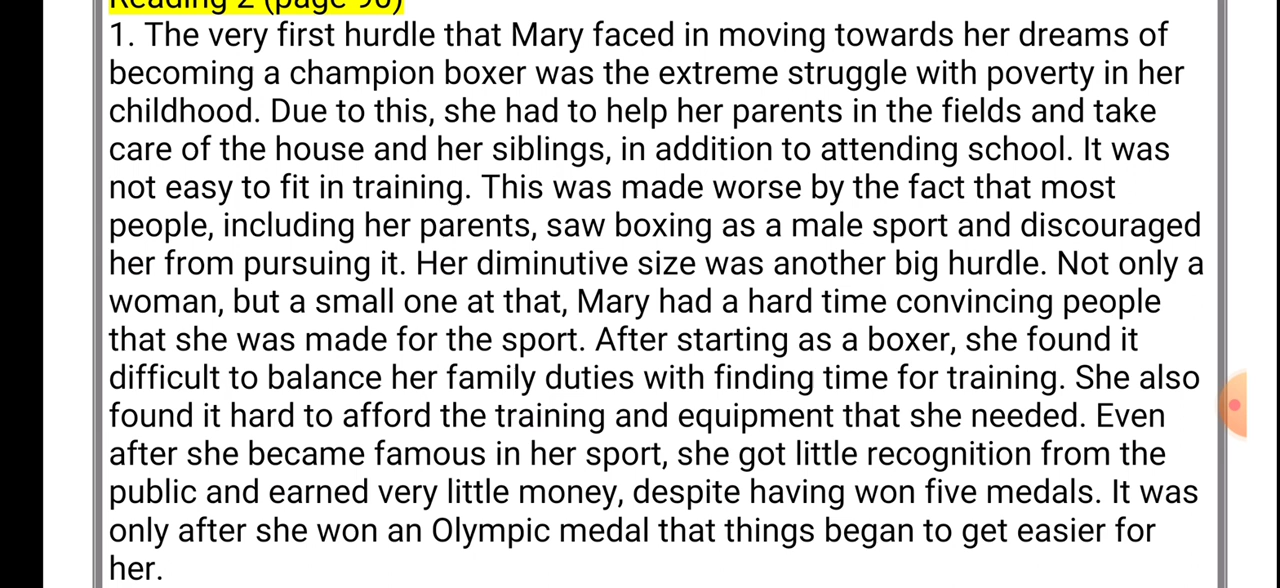 Reading 2 (page 96)
1. The very first hurdle that Mary faced in moving towards her dreams of
becoming a champion boxer was the extreme struggle with poverty in her
childhood. Due to this, she had to help her parents in the fields and take
care of the house and her siblings, in addition to attending school. It was
not easy to fit in training. This was made worse by the fact that most
people, including her parents, saw boxing as a male sport and discouraged
her from pursuing it. Her diminutive size was another big hurdle. Not only a
woman, but a small one at that, Mary had a hard time convincing people
that she was made for the sport. After starting as a boxer, she found it
difficult to balance her family duties with finding time for training. She also
found it hard to afford the training and equipment that she needed. Even
after she became famous in her sport, she got little recognition from the
public and earned very little money, despite having won five medals. It was
only after she won an Olympic medal that things began to get easier for
her.